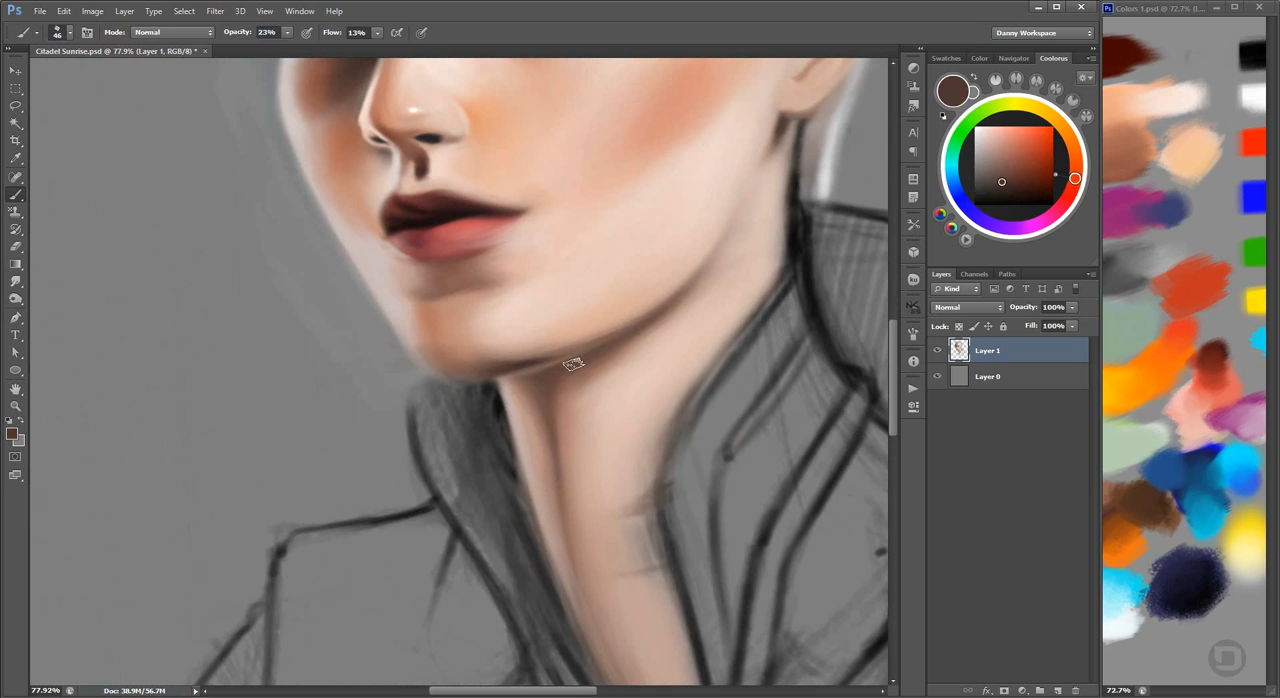 Ps File Edit Image Layer Type Select Filter 3D View Window Help
Ps Colors 1.psd @ 72.7% (L...
46 Mode: Normal Opacity: 23% Flow: 13% Danny Workspace
Citadel Sunrise.psd @ 77.9% (Layer 1, RGB/8) * ×
Swatches Color Navigator Coolorus
Layers Channels Paths
Kind
Normal Opacity: 100%
Lock: Fill: 100%
Layer 1
Layer 0
77.92% Doc: 38.9M/56.7M
72.7%